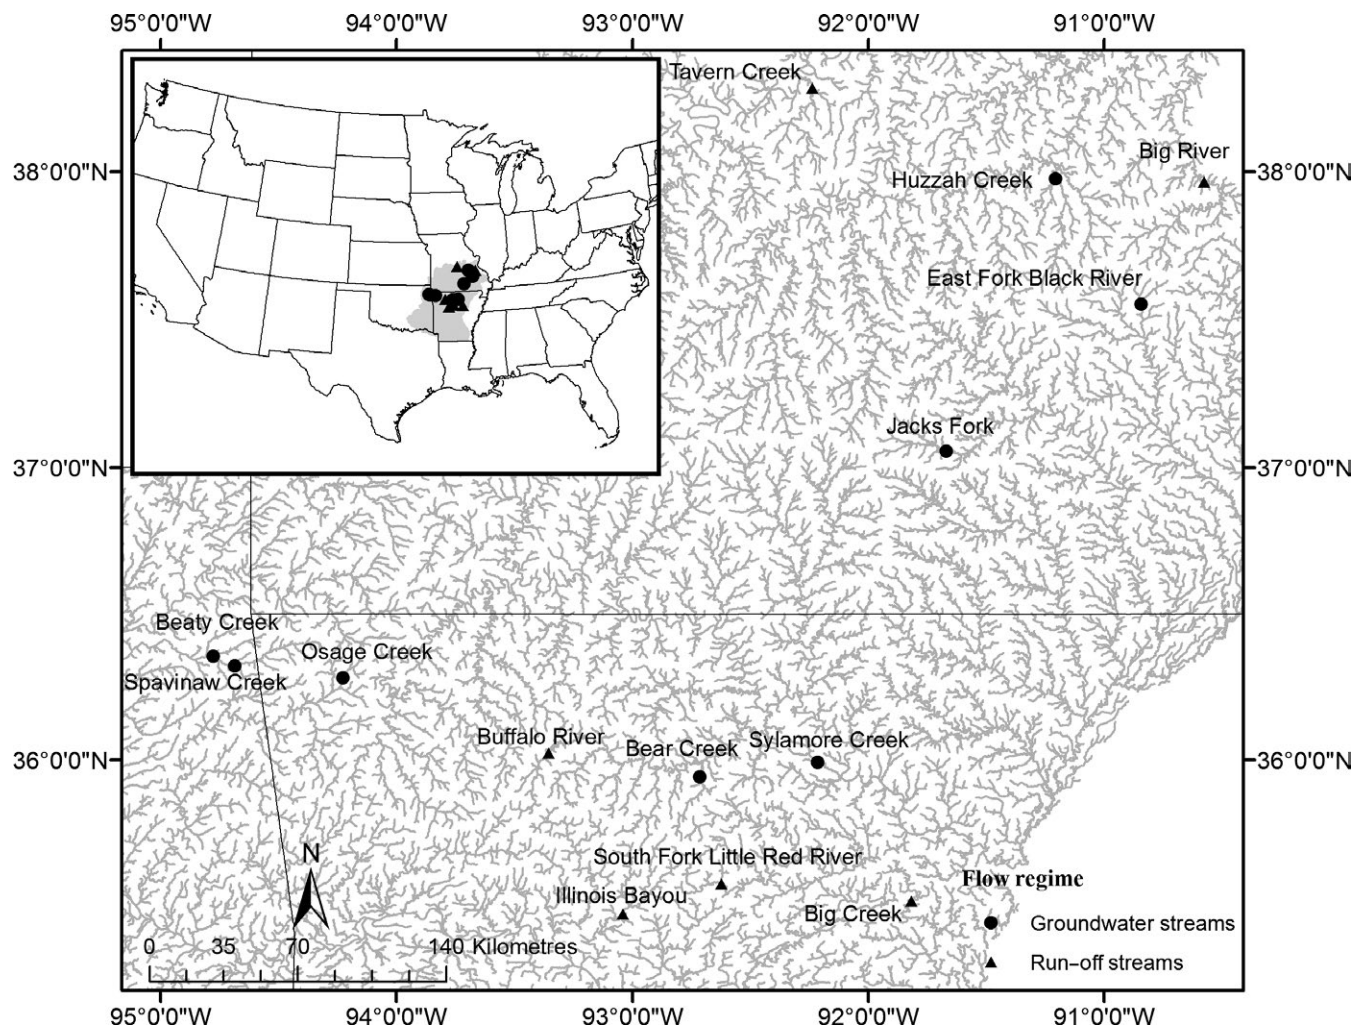 95°0'0"W 94°0'0"W 93°0'0"W 92°0'0"W 91°0'0"W
Tavern Creek
Big River
38°0'0"N
Huzzah Creek
38°0'0"N
East Fork Black River
Jacks Fork
37°0'0"N
37°0'0"N
Beaty Creek
Osage Creek
Spavinaw Creek
Buffalo River
Bear Creek
Sylamore Creek
36°0'0"N
36°0'0"N
N
South Fork Little Red River
Illinois Bayou
Big Creek
Flow regime
Groundwater streams
Run-off streams
0 35 70 140 Kilometres
95°0'0"W 94°0'0"W 93°0'0"W 92°0'0"W 91°0'0"W